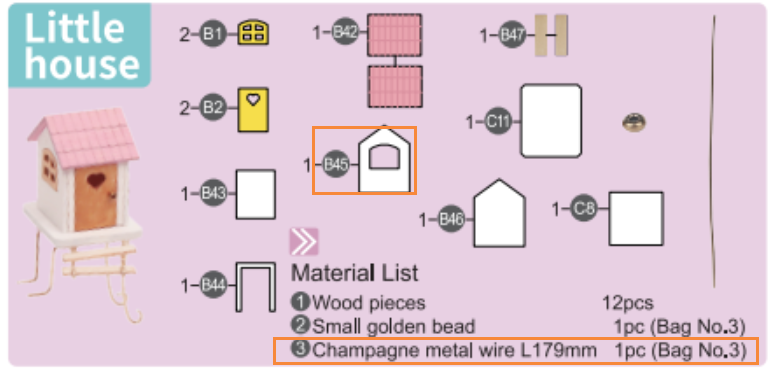 Little
house
2-B1
1-B42
1-B47
2-B2
1-C11
1-B45
1-B43
1-B46
1-C8
1-B44
Material List
1 Wood pieces 12pcs
2 Small golden bead 1pc (Bag No.3)
3 Champagne metal wire L179mm 1pc (Bag No.3)